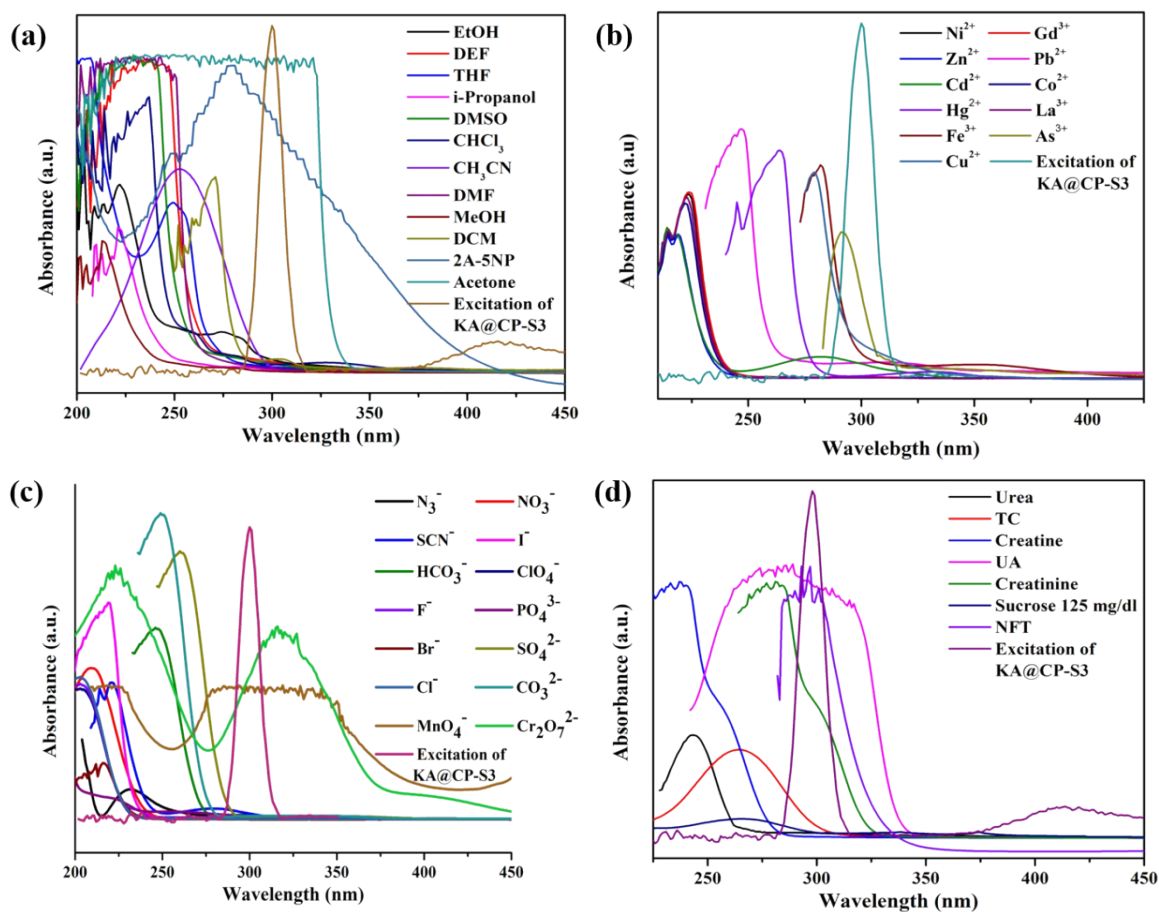 (a)
Absorbance (a.u.)
EtOH
DEF
THF
i-Propanol
DMSO
CHCl₃
CH₃CN
DMF
MeOH
DCM
2A-5NP
Acetone
Excitation of
KA@CP-S3
200 250 300 350 400 450
Wavelength (nm)
(b)
Absorbance (a.u)
Ni²⁺ Gd³⁺
Zn²⁺ Pb²⁺
Cd²⁺ Co²⁺
Hg²⁺ La³⁺
Fe³⁺ As³⁺
Cu²⁺ Excitation of
KA@CP-S3
250 300 350 400
Wavelebgth (nm)
(c)
Absorbance (a.u.)
N₃⁻ NO₃⁻
SCN⁻ I⁻
HCO₃⁻ ClO₄⁻
F⁻ PO₄³⁻
Br⁻ SO₄²⁻
Cl⁻ CO₃²⁻
MnO₄⁻ Cr₂O₇²⁻
Excitation of
KA@CP-S3
200 250 300 350 400 450
Wavelength (nm)
(d)
Absorbance (a.u.)
Urea
TC
Creatine
UA
Creatinine
Sucrose 125 mg/dl
NFT
Excitation of
KA@CP-S3
250 300 350 400 450
Wavelength (nm)